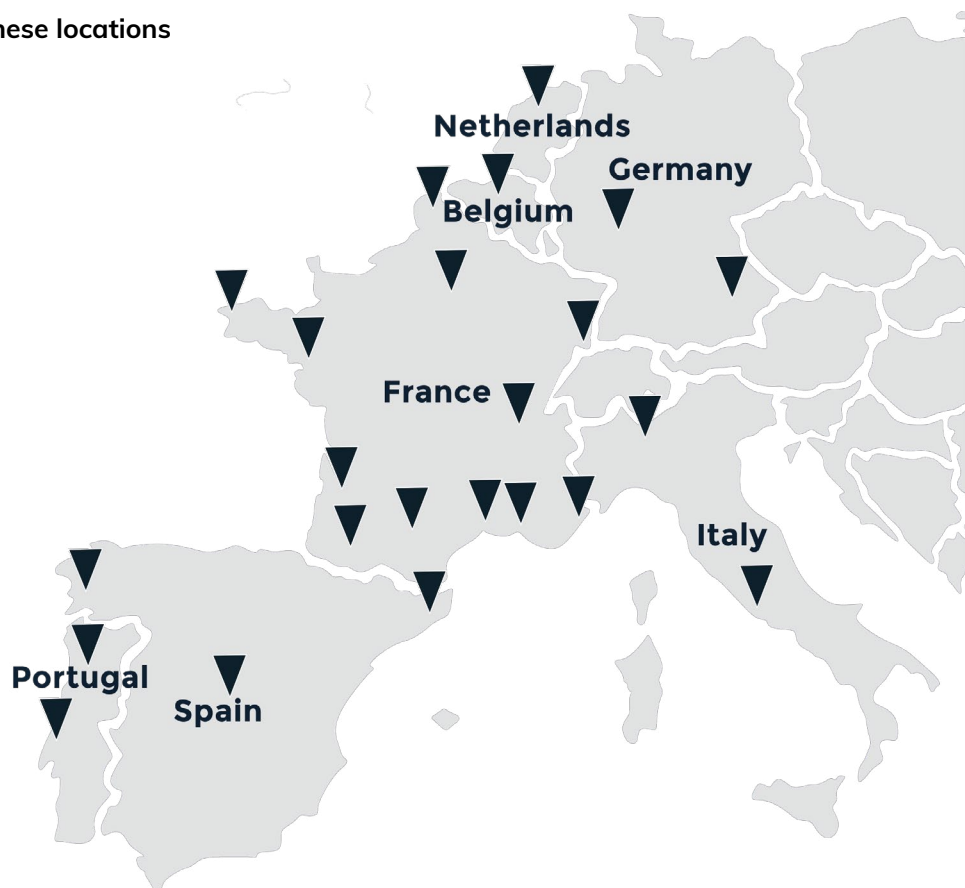 hese locations
Netherlands
Germany
Belgium
France
Italy
Portugal
Spain